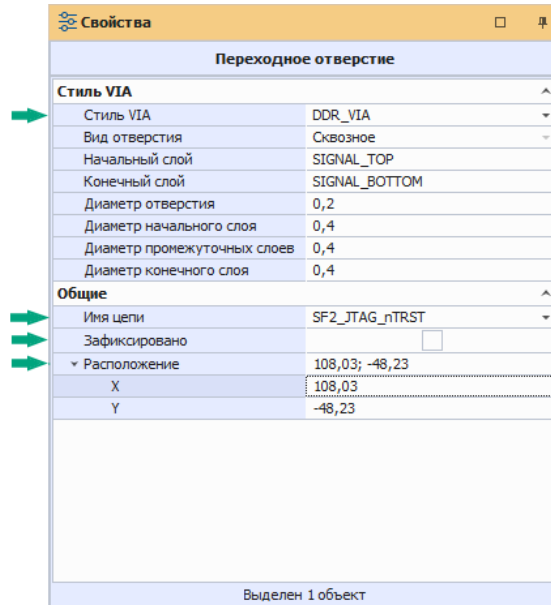 Свойства
Переходное отверстие
Стиль VIA
Стиль VIA DDR_VIA
Вид отверстия Сквозное
Начальный слой SIGNAL_TOP
Конечный слой SIGNAL_BOTTOM
Диаметр отверстия 0,2
Диаметр начального слоя 0,4
Диаметр промежуточных слоев 0,4
Диаметр конечного слоя 0,4
Общие
Имя цепи SF2_JTAG_nTRST
Зафиксировано
Расположение 108,03; -48,23
X 108,03
Y -48,23
Выделен 1 объект